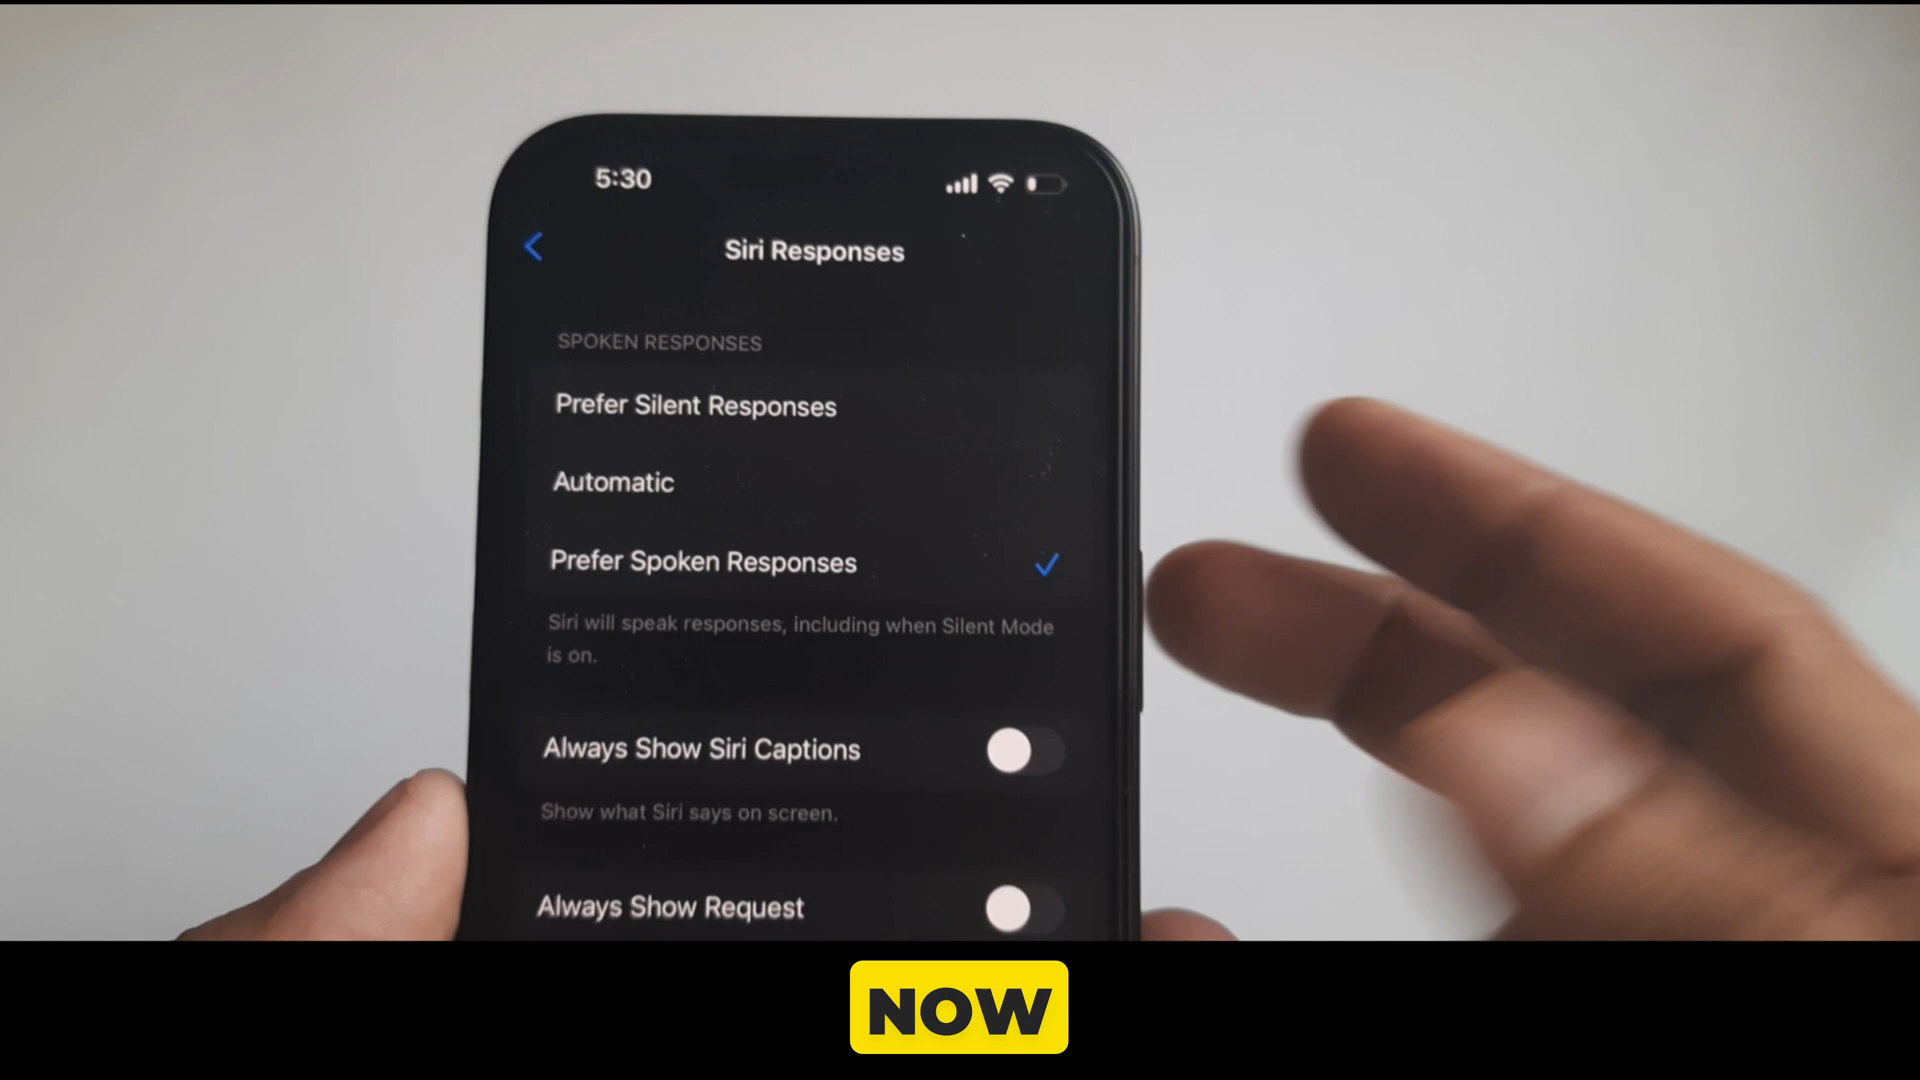 5:30
Siri Responses
SPOKEN RESPONSES
Prefer Silent Responses
Automatic
Prefer Spoken Responses
Siri will speak responses, including when Silent Mode
is on.
Always Show Siri Captions
Show what Siri says on screen.
Always Show Request
NOW